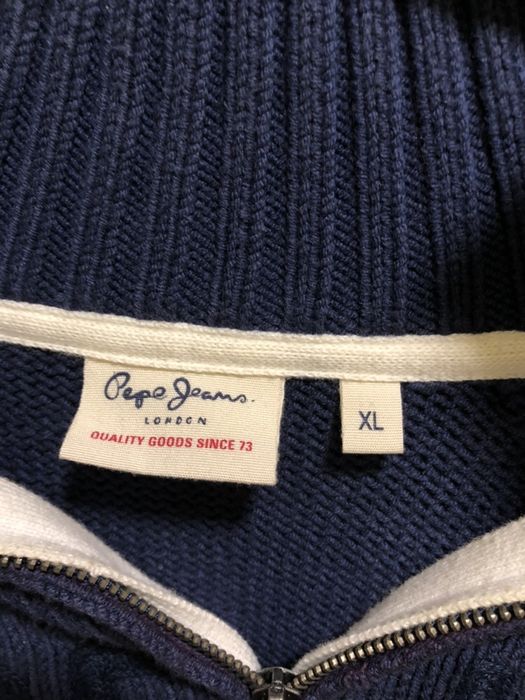 Pepe Jeans.
LONDON
QUALITY GOODS SINCE 73
XL